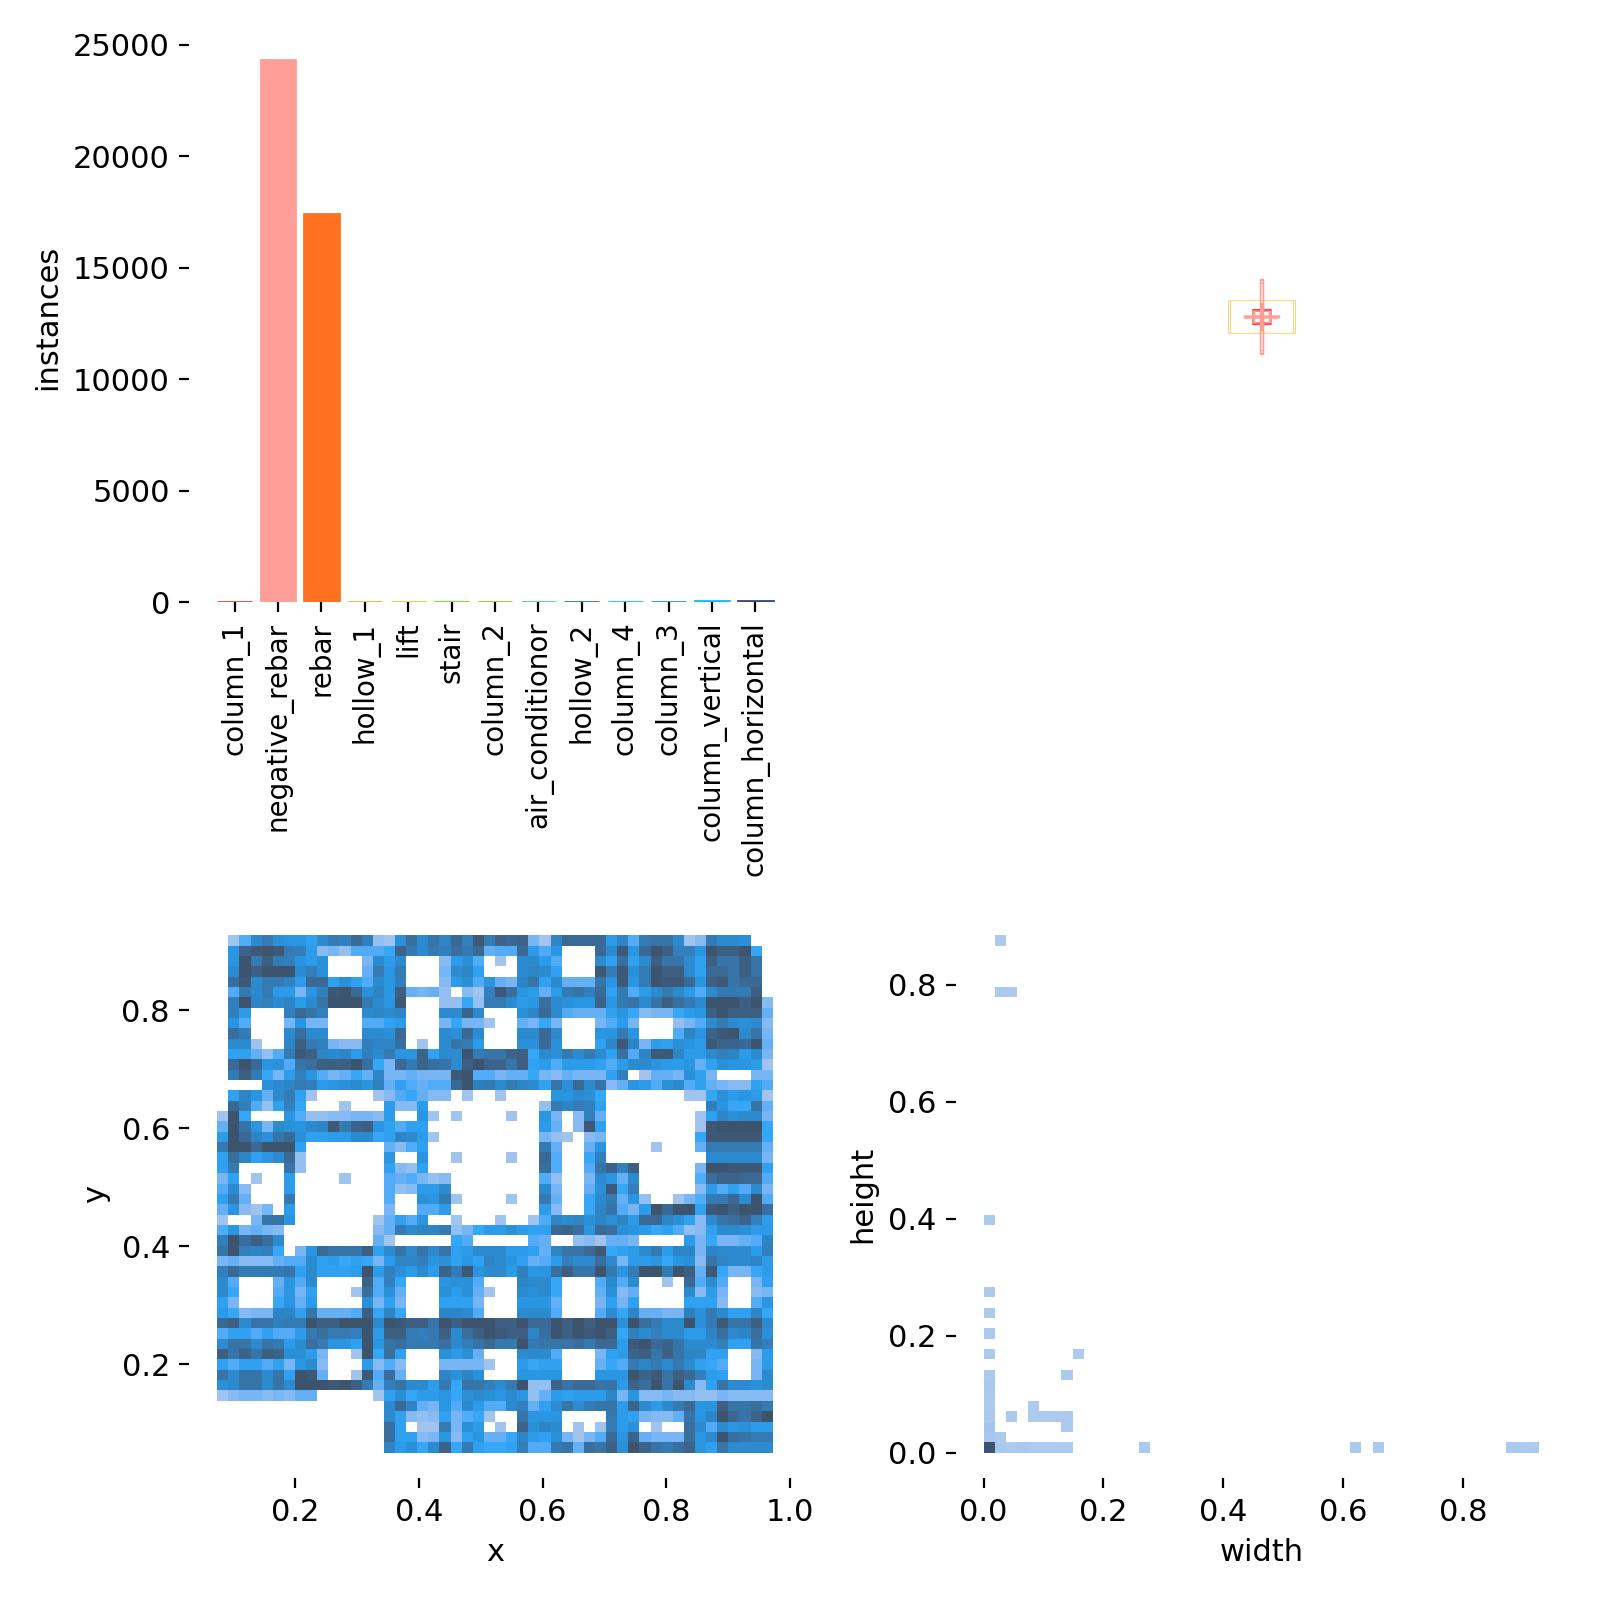 25000
20000
15000
10000
5000
0
instances
column_1
negative_rebar
rebar
hollow_1
lift
stair
column_2
air_conditionor
hollow_2
column_4
column_3
column_vertical
column_horizontal
0.8
0.6
0.4
0.2
y
0.2 0.4 0.6 0.8 1.0
x
0.8
0.6
0.4
0.2
0.0
height
0.0 0.2 0.4 0.6 0.8
width